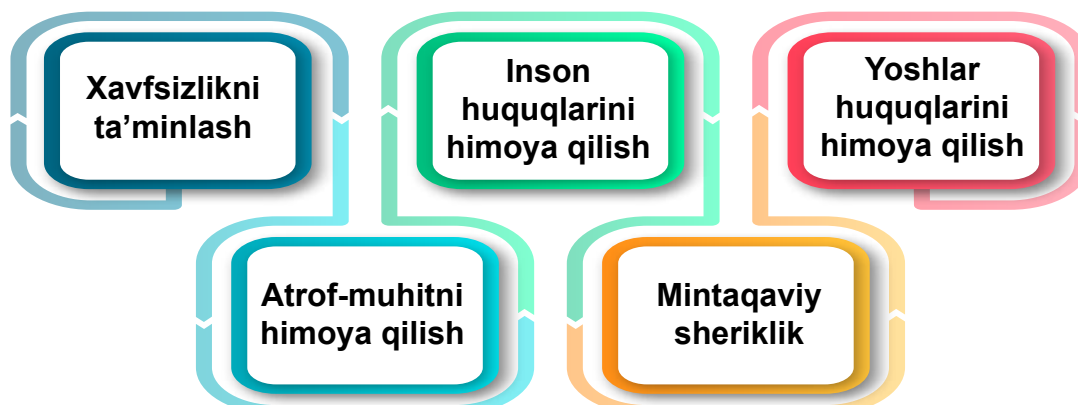 Xavfsizlikni
ta’minlash
Inson
huquqlarini
himoya qilish
Yoshlar
huquqlarini
himoya qilish
Atrof-muhitni
himoya qilish
Mintaqaviy
sheriklik